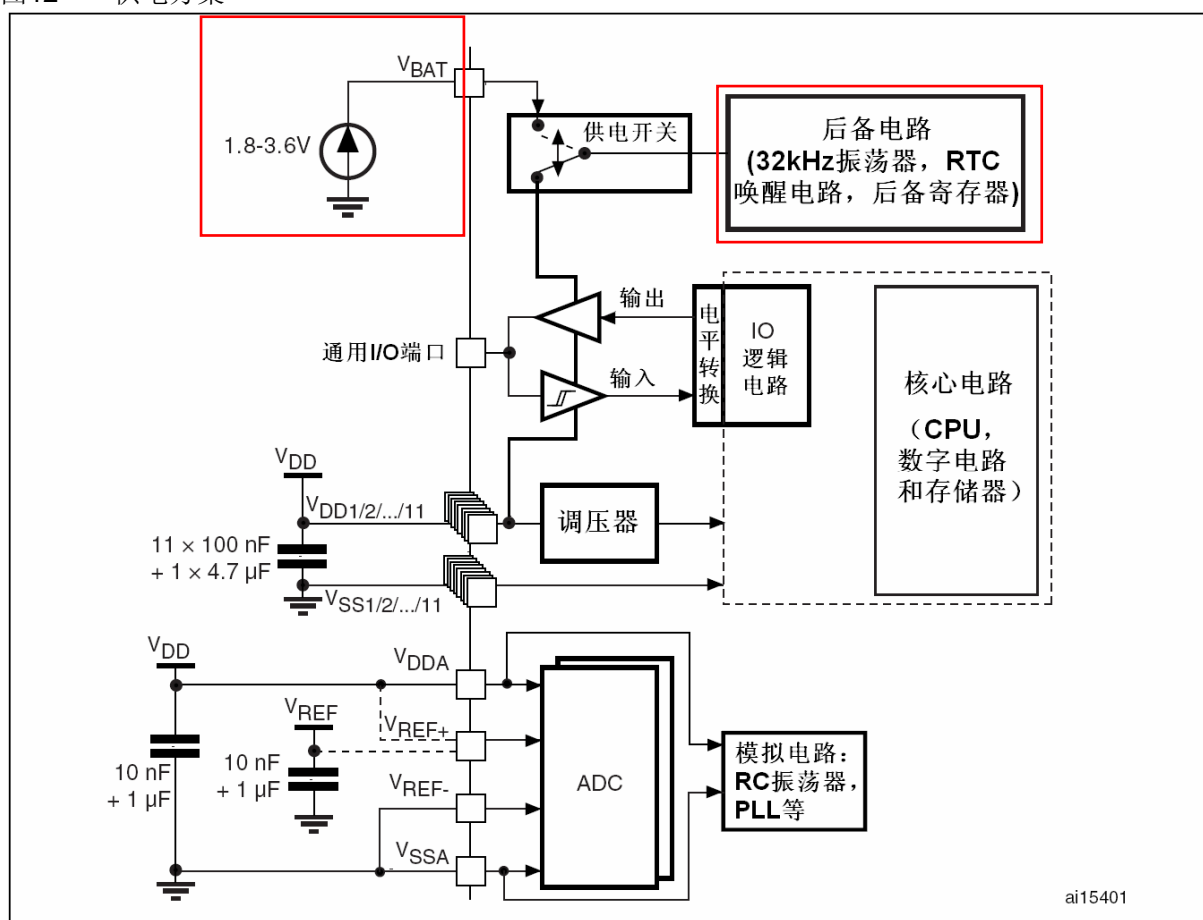 VBAT
1.8-3.6V
供电开关
后备电路
(32kHz振荡器，RTC
唤醒电路，后备寄存器)
输出
通用I/O端口
输入
电平转换
IO
逻辑
电路
核心电路
（CPU，
数字电路
和存储器）
VDD
VDD1/2/.../11
11 × 100 nF
+ 1 × 4.7 µF
VSS1/2/.../11
调压器
VDD
VDDA
VREF
VREF+
10 nF
+ 1 µF
10 nF
+ 1 µF
VREF-
VSSA
ADC
模拟电路：
RC振荡器，
PLL等
ai15401